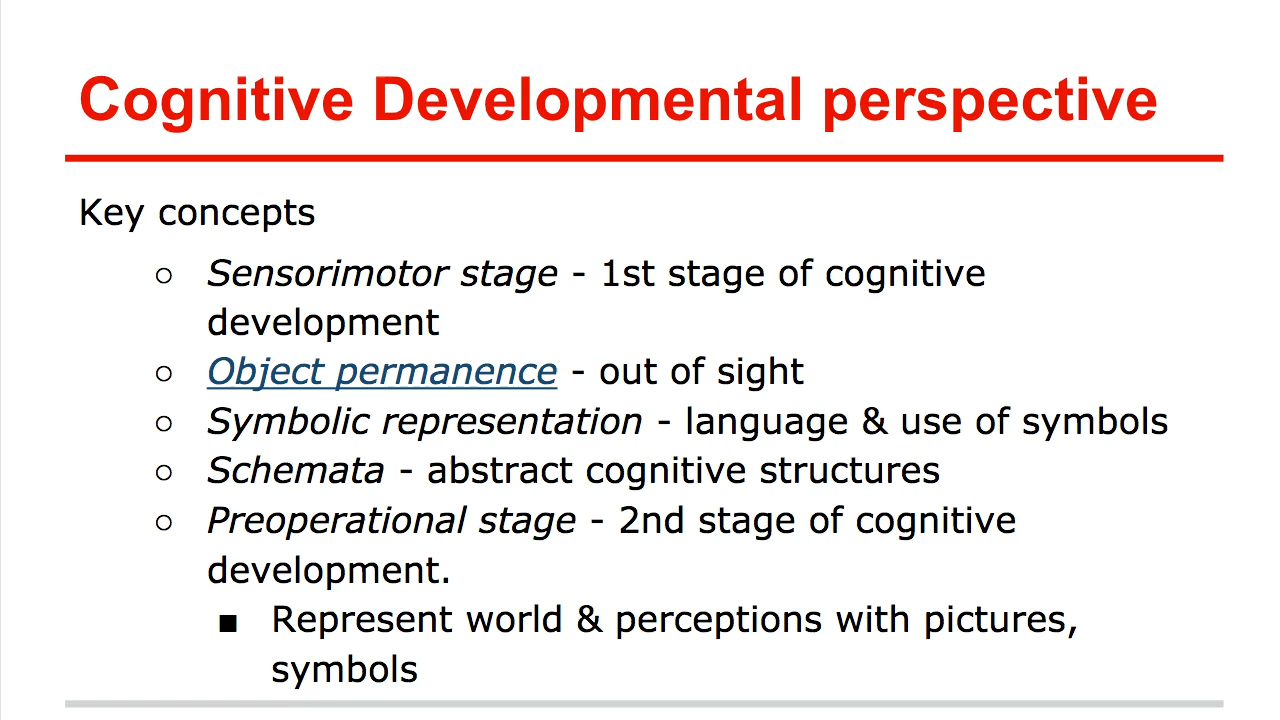 Cognitive Developmental perspective
Key concepts
○ Sensorimotor stage - 1st stage of cognitive
development
○ Object permanence - out of sight
○ Symbolic representation - language & use of symbols
○ Schemata - abstract cognitive structures
○ Preoperational stage - 2nd stage of cognitive
development.
■ Represent world & perceptions with pictures,
symbols